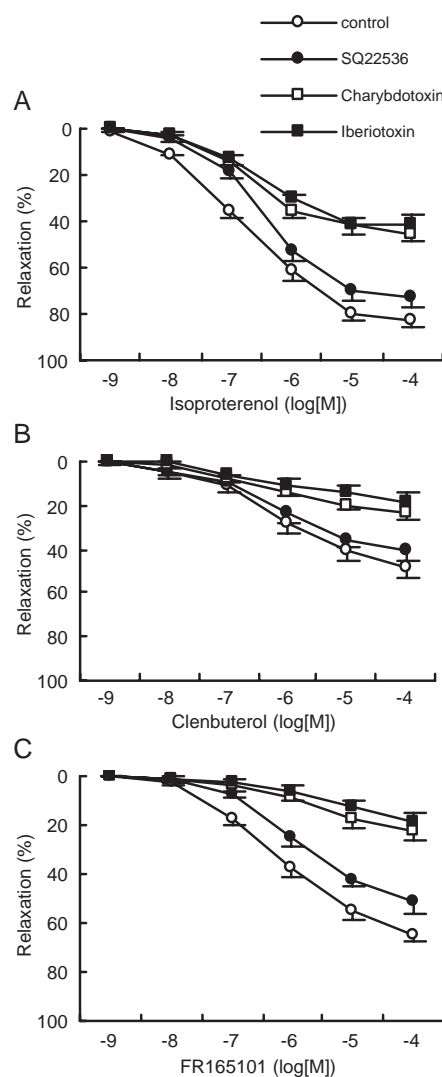 control
SQ22536
Charybdotoxin
Iberiotoxin
A
0
20
40
60
80
100
Relaxation (%)
-9 -8 -7 -6 -5 -4
Isoproterenol (log[M])
B
0
20
40
60
80
100
Relaxation (%)
-9 -8 -7 -6 -5 -4
Clenbuterol (log[M])
C
0
20
40
60
80
100
Relaxation (%)
-9 -8 -7 -6 -5 -4
FR165101 (log[M])